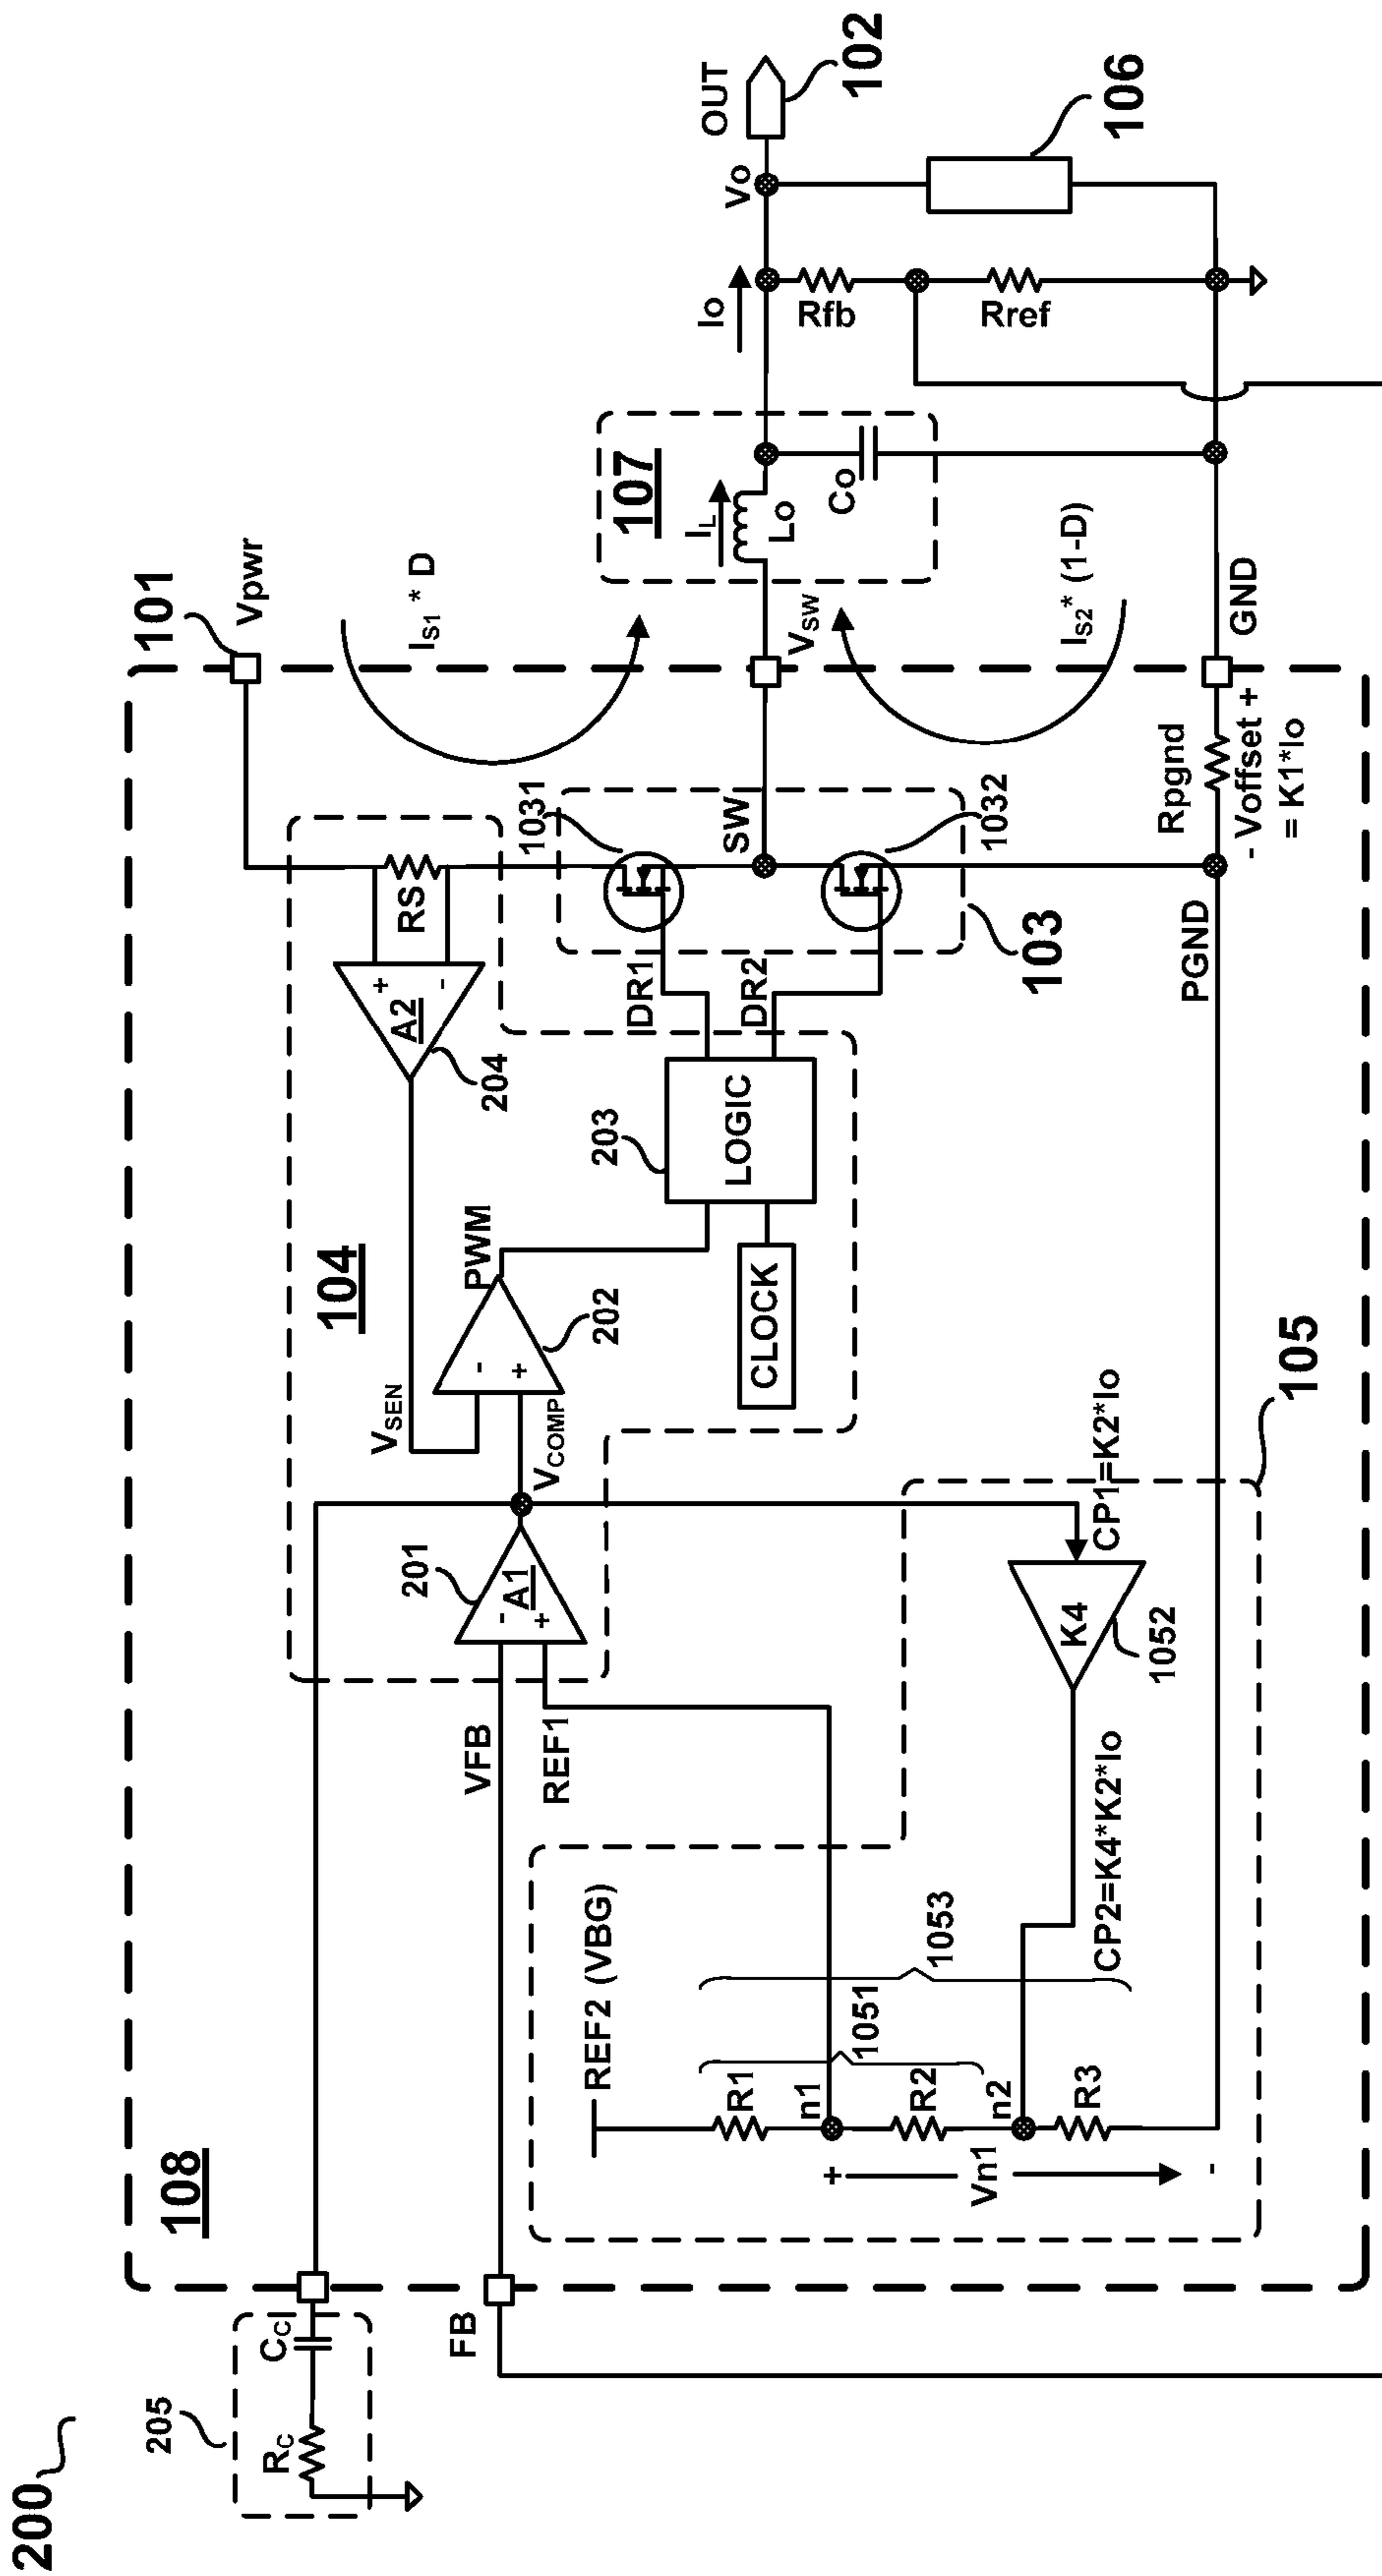 200
205
RC
CC
108
FB
VFB
REF1
REF2 (VBG)
R1
n1
R2
n2
R3
+
Vn1
-
1051
1053
CP2=K4*K2*Io
K4
1052
CP1=K2*Io
105
201
A1
-
+
VCOMP
VSEN
104
-
+
202
PWM
CLOCK
203
LOGIC
204
A2
+
-
RS
DR1
DR2
1031
1032
103
SW
PGND
Rpgnd
- Voffset +
= K1*Io
GND
101
Vpwr
IS1 * D
VSW
IS2* (1-D)
107
IL
Lo
Co
Io
Rfb
Rref
Vo
OUT
102
106